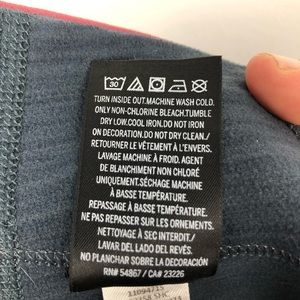 30
TURN INSIDE OUT.MACHINE WASH COLD.
ONLY NON-CHLORINE BLEACH.TUMBLE
DRY LOW.COOL IRON.DO NOT IRON
ON DECORATION.DO NOT DRY CLEAN./
RETOURNER LE VÊTEMENT À L'ENVERS.
LAVAGE MACHINE À FROID. AGENT
DE BLANCHIMENT NON CHLORÉ
UNIQUEMENT.SÉCHAGE MACHINE
À BASSE TEMPÉRATURE.
REPASSAGE À BASSE TEMPÉRATURE.
NE PAS REPASSER SUR LES ORNEMENTS.
NETTOYAGE À SEC INTERDIT./
LAVAR DEL LADO DEL REVÉS.
NO PLANCHAR SOBRE LA DECORACIÓN
RN# 54867 / CA# 23226